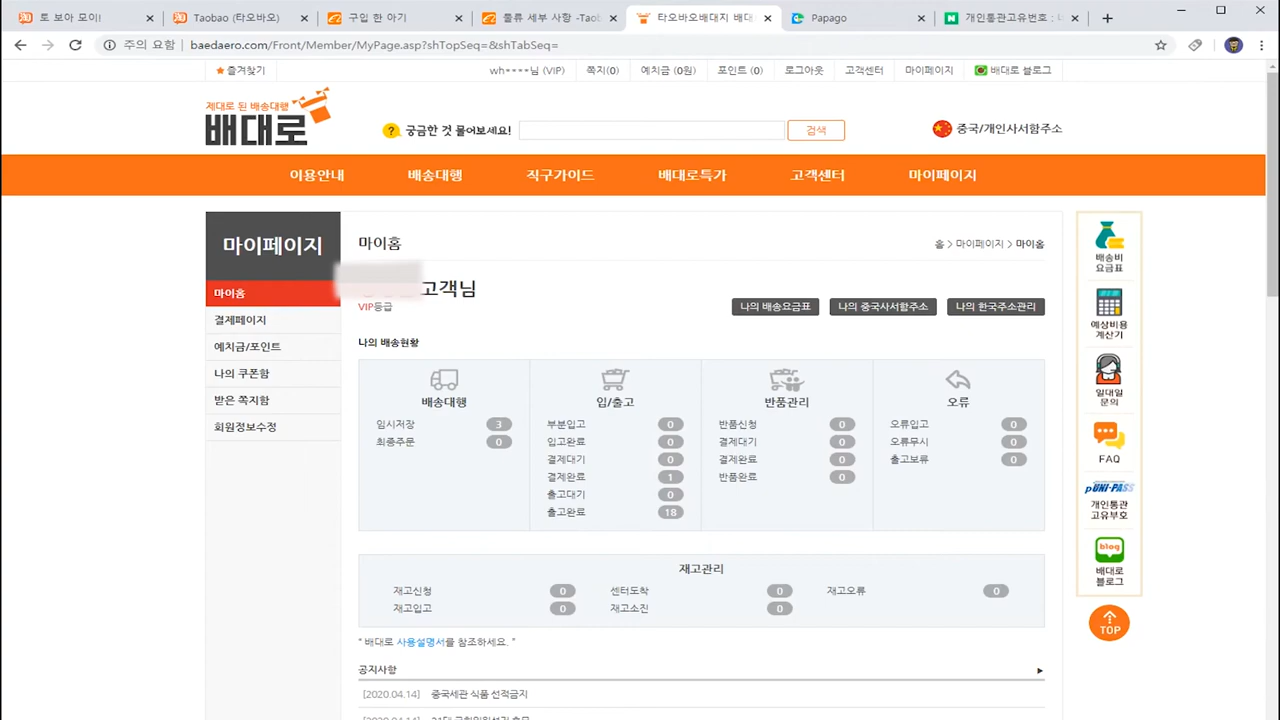 토 보아 모이!
Taobao (타오바오)
구입 한 아기
물류 세부 사항 -Taob
타오바오배대지 배대
Papago
개인통관고유번호 : 네
주의 요함
baedaero.com/Front/Member/MyPage.asp?shTopSeq=&shTabSeq=
즐겨찾기
wh****님 (VIP)
쪽지(0)
예치금 (0원)
포인트 (0)
로그아웃
고객센터
마이페이지
배대로 블로그
제대로 된 배송대행
배대로
? 궁금한 것 물어보세요!
검색
중국/개인사서함주소
이용안내
배송대행
직구가이드
배대로특가
고객센터
마이페이지
마이페이지
마이홈
결제페이지
예치금/포인트
나의 쿠폰함
받은 쪽지함
회원정보수정
마이홈
홈 > 마이페이지 > 마이홈
고객님
VIP등급
나의 배송요금표
나의 중국사서함주소
나의 한국주소관리
나의 배송현황
배송대행
임시저장 3
최종주문 0
입/출고
부분입고 0
입고완료 0
결제대기 0
결제완료 1
출고대기 0
출고완료 18
반품관리
반품신청 0
결제대기 0
결제완료 0
반품완료 0
오류
오류입고 0
오류무시 0
출고보류 0
재고관리
재고신청 0
센터도착 0
재고오류 0
재고입고 0
재고소진 0
" 배대로 사용설명서를 참조하세요. "
공지사항
[2020.04.14] 중국세관 식품 선적금지
배송비
요금표
예상비용
계산기
일대일
문의
FAQ
UNI-PASS
개인통관
고유부호
blog
배대로
블로그
TOP